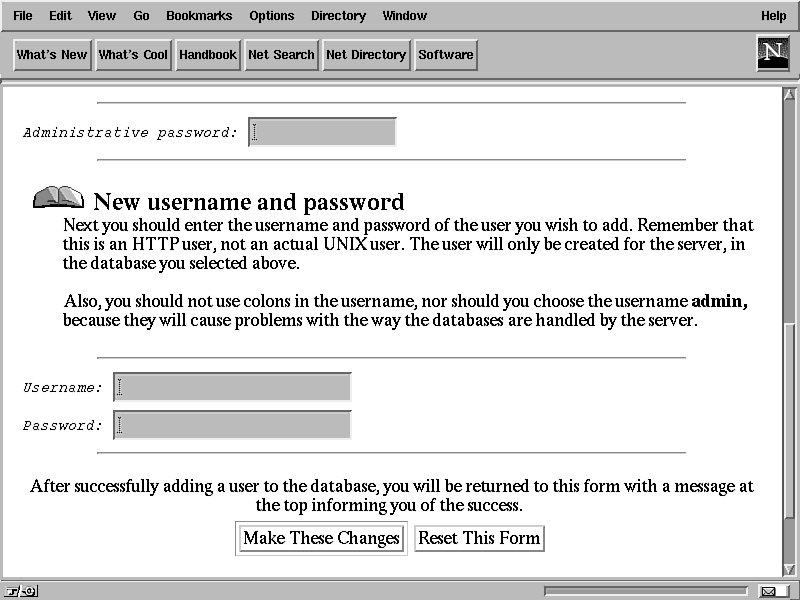 File Edit View Go Bookmarks Options Directory Window Help
What's New What's Cool Handbook Net Search Net Directory Software
N
Administrative password:
New username and password
Next you should enter the username and password of the user you wish to add. Remember that
this is an HTTP user, not an actual UNIX user. The user will only be created for the server, in
the database you selected above.
Also, you should not use colons in the username, nor should you choose the username admin,
because they will cause problems with the way the databases are handled by the server.
Username:
Password:
After successfully adding a user to the database, you will be returned to this form with a message at
the top informing you of the success.
Make These Changes Reset This Form